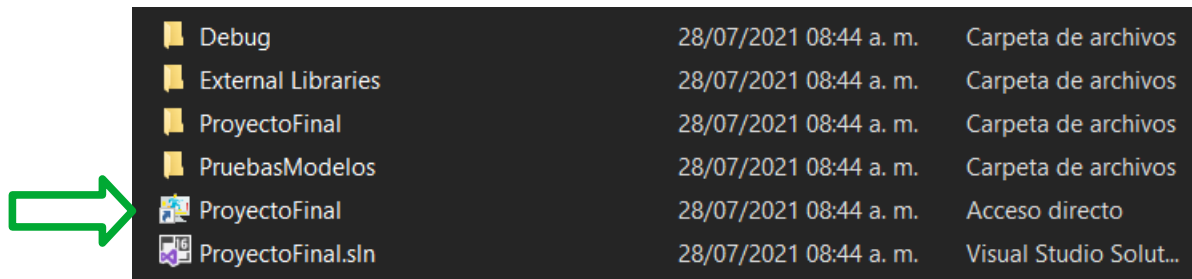 Debug 28/07/2021 08:44 a. m. Carpeta de archivos
External Libraries 28/07/2021 08:44 a. m. Carpeta de archivos
ProyectoFinal 28/07/2021 08:44 a. m. Carpeta de archivos
PruebasModelos 28/07/2021 08:44 a. m. Carpeta de archivos
ProyectoFinal 28/07/2021 08:44 a. m. Acceso directo
16 ProyectoFinal.sln 28/07/2021 08:44 a. m. Visual Studio Solut...